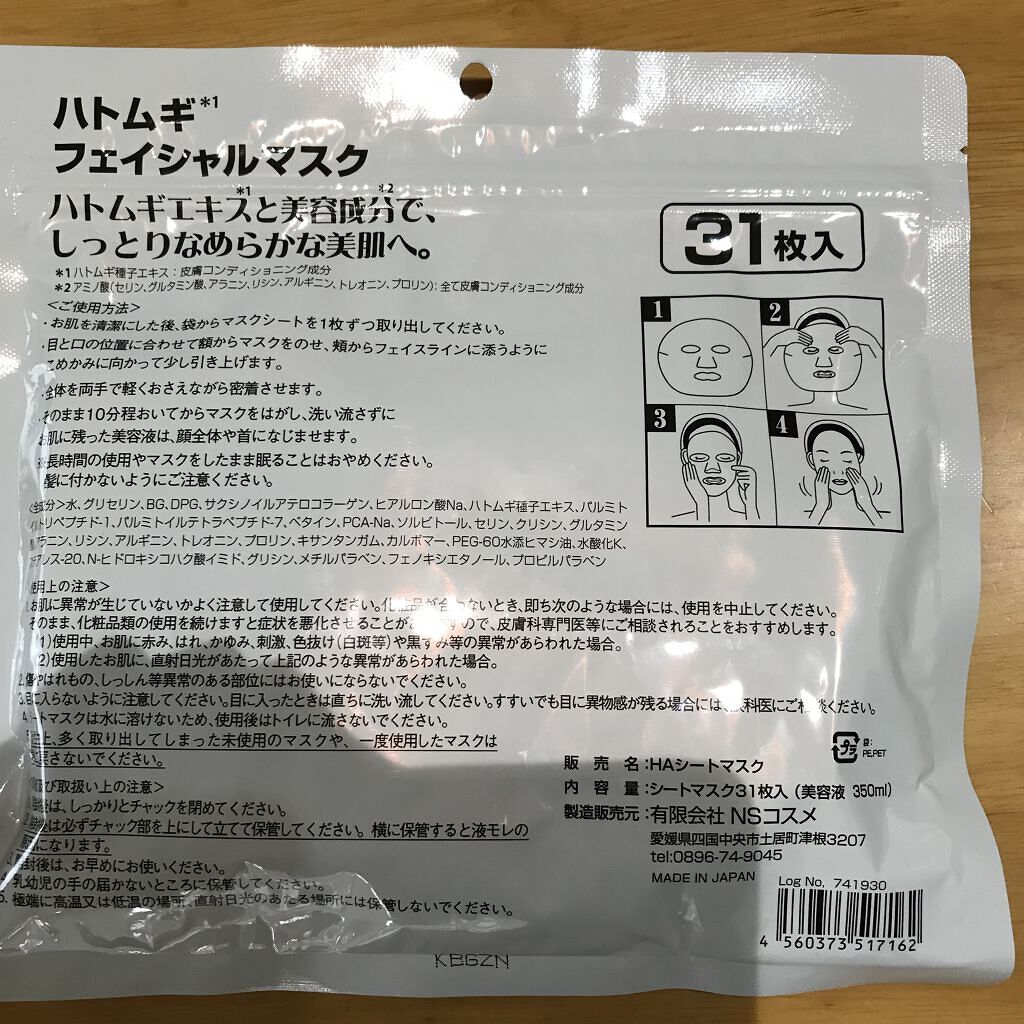 ハトムギ*1
フェイシャルマスク
ハトムギエキス*1と美容成分*2で、
しっとりなめらかな美肌へ。
*1 ハトムギ種子エキス：皮膚コンディショニング成分
*2 アミノ酸(セリン、グルタミン酸、アラニン、リシン、アルギニン、トレオニン、プロリン)：全て皮膚コンディショニング成分
31枚入
1
2
3
4
＜ご使用方法＞
・お肌を清潔にした後、袋からマスクシートを1枚ずつ取り出してください。
・目と口の位置に合わせて額からマスクをのせ、頬からフェイスラインに添うように
こめかみに向かって少し引き上げます。
・全体を両手で軽くおさえながら密着させます。
・そのまま10分程おいてからマスクをはがし、洗い流さずに
お肌に残った美容液は、顔全体や首になじませます。
※長時間の使用やマスクをしたまま眠ることはおやめください。
髪に付かないようにご注意ください。
成分＞水、グリセリン、BG、DPG、サクシノイルアテロコラーゲン、ヒアルロン酸Na、ハトムギ種子エキス、パルミト
イルトリペプチド-1、パルミトイルテトラペプチド-7、ベタイン、PCA-Na、ソルビトール、セリン、クリシン、グルタミン
酸、アラニン、リシン、アルギニン、トレオニン、プロリン、キサンタンガム、カルボマー、PEG-60水添ヒマシ油、水酸化K、
ステアレス-20、N-ヒドロキシコハク酸イミド、グリシン、メチルパラベン、フェノキシエタノール、プロピルパラベン
使用上の注意＞
1.お肌に異常が生じていないかよく注意して使用してください。化粧品が合わないとき、即ち次のような場合には、使用を中止してください。
そのまま、化粧品類の使用を続けますと症状を悪化させることがありますので、皮膚科専門医等にご相談されることをおすすめします。
(1)使用中、お肌に赤み、はれ、かゆみ、刺激、色抜け(白斑等)や黒ずみ等の異常があらわれた場合。
(2)使用したお肌に、直射日光があたって上記のような異常があらわれた場合。
2.傷やはれもの、しっしん等異常のある部位にはお使いにならないでください。
3.目に入らないように注意してください。目に入ったときは直ちに洗い流してください。すすいでも目に異物感が残る場合には、眼科医にご相談ください。
4.シートマスクは水に溶けないため、使用後はトイレに流さないでください。
上、多く取り出してしまった未使用のマスクや、一度使用したマスクは
戻さないでください。
及び取扱い上の注意＞
は、しっかりとチャックを閉めてください。
は必ずチャック部を上にして立てて保管してください。横に保管すると液モレの
になります。
3.開封後は、お早めにお使いください。
4.乳幼児の手の届かないところに保管してください。
5. 極端に高温又は低温の場所、直射日光のあたる場所には保管しないでください。
プラ
袋：
PE,PET
販売名：HAシートマスク
内容量：シートマスク31枚入（美容液 350ml）
製造販売元：有限会社 NSコスメ
愛媛県四国中央市土居町津根3207
tel:0896-74-9045
MADE IN JAPAN
Log No. 741930
4 560373 517162
KBGZN